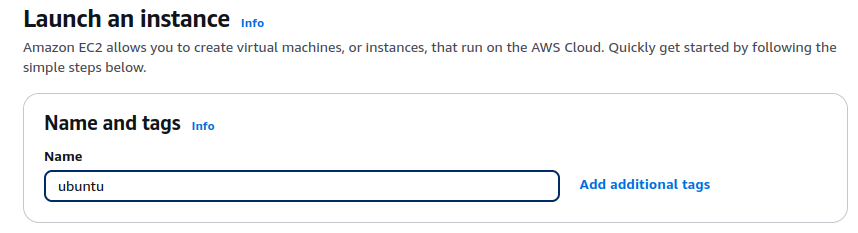 Launch an instance Info
Amazon EC2 allows you to create virtual machines, or instances, that run on the AWS Cloud. Quickly get started by following the
simple steps below.
Name and tags Info
Name
ubuntu
Add additional tags